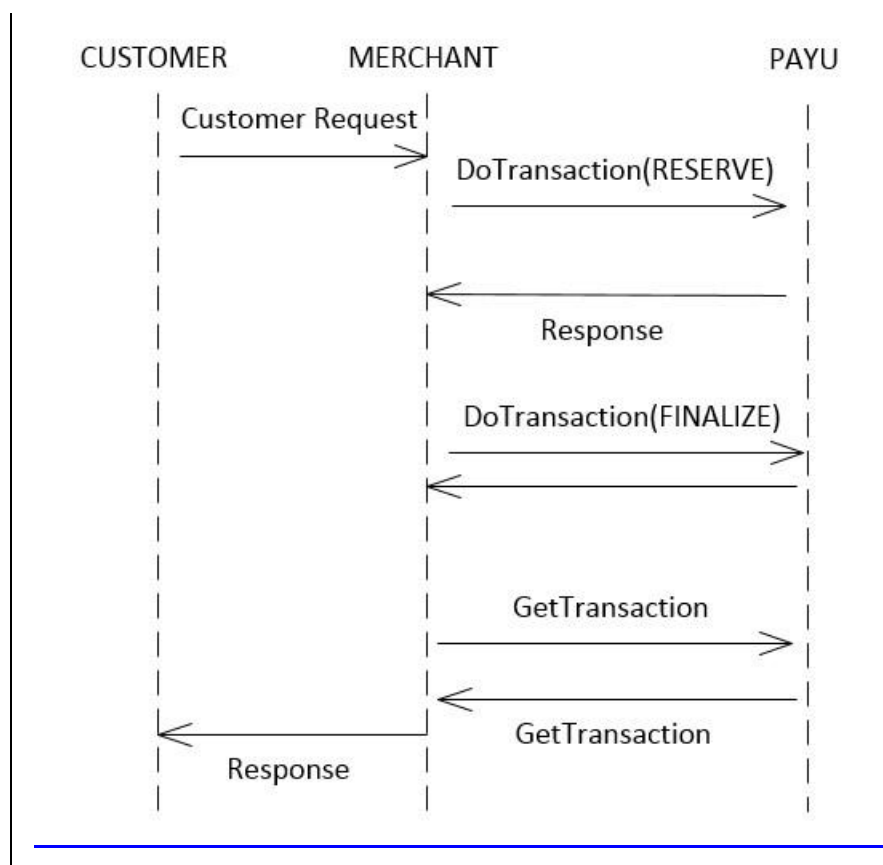 CUSTOMER MERCHANT PAYU
Customer Request
DoTransaction(RESERVE)
Response
DoTransaction(FINALIZE)
GetTransaction
GetTransaction
Response